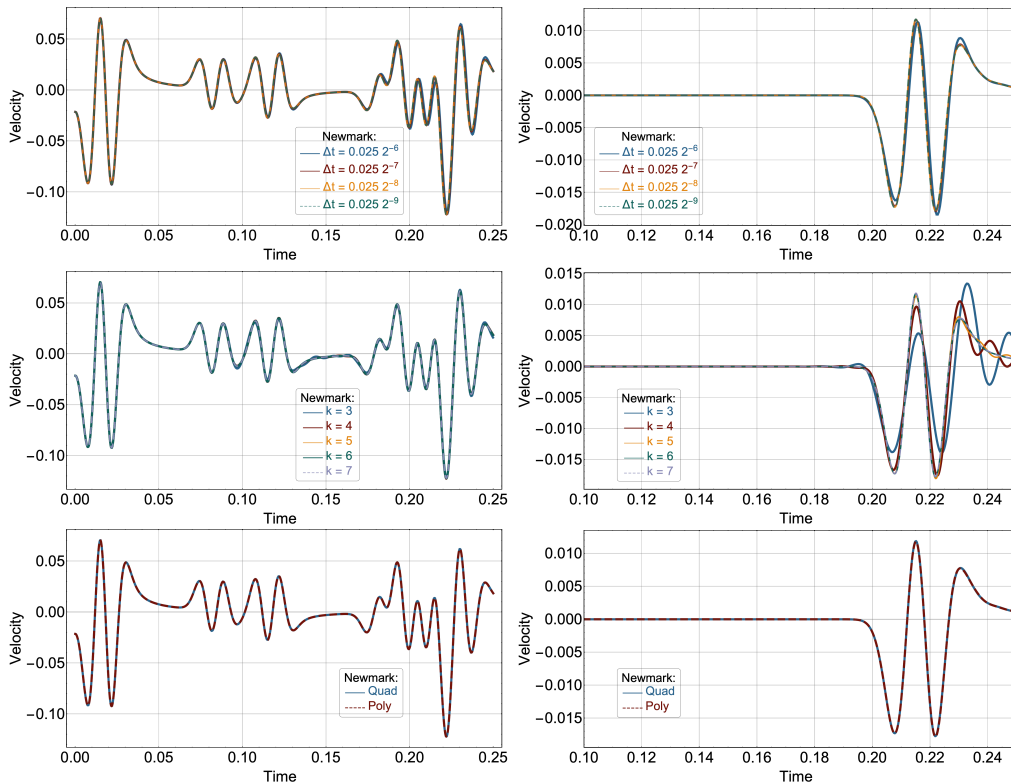 0.05
0.00
−0.05
−0.10
Velocity
Newmark:
Δt = 0.025 2⁻⁶
Δt = 0.025 2⁻⁷
Δt = 0.025 2⁻⁸
Δt = 0.025 2⁻⁹
0.00 0.05 0.10 0.15 0.20 0.25
Time
0.010
0.005
0.000
−0.005
−0.010
−0.015
−0.020
Velocity
Newmark:
Δt = 0.025 2⁻⁶
Δt = 0.025 2⁻⁷
Δt = 0.025 2⁻⁸
Δt = 0.025 2⁻⁹
0.10 0.12 0.14 0.16 0.18 0.20 0.22 0.24
Time
0.05
0.00
−0.05
−0.10
Velocity
Newmark:
k = 3
k = 4
k = 5
k = 6
k = 7
0.00 0.05 0.10 0.15 0.20 0.25
Time
0.015
0.010
0.005
0.000
−0.005
−0.010
−0.015
Velocity
Newmark:
k = 3
k = 4
k = 5
k = 6
k = 7
0.10 0.12 0.14 0.16 0.18 0.20 0.22 0.24
Time
0.05
0.00
−0.05
−0.10
Velocity
Newmark:
Quad
Poly
0.00 0.05 0.10 0.15 0.20 0.25
Time
0.010
0.005
0.000
−0.005
−0.010
−0.015
Velocity
Newmark:
Quad
Poly
0.10 0.12 0.14 0.16 0.18 0.20 0.22 0.24
Time